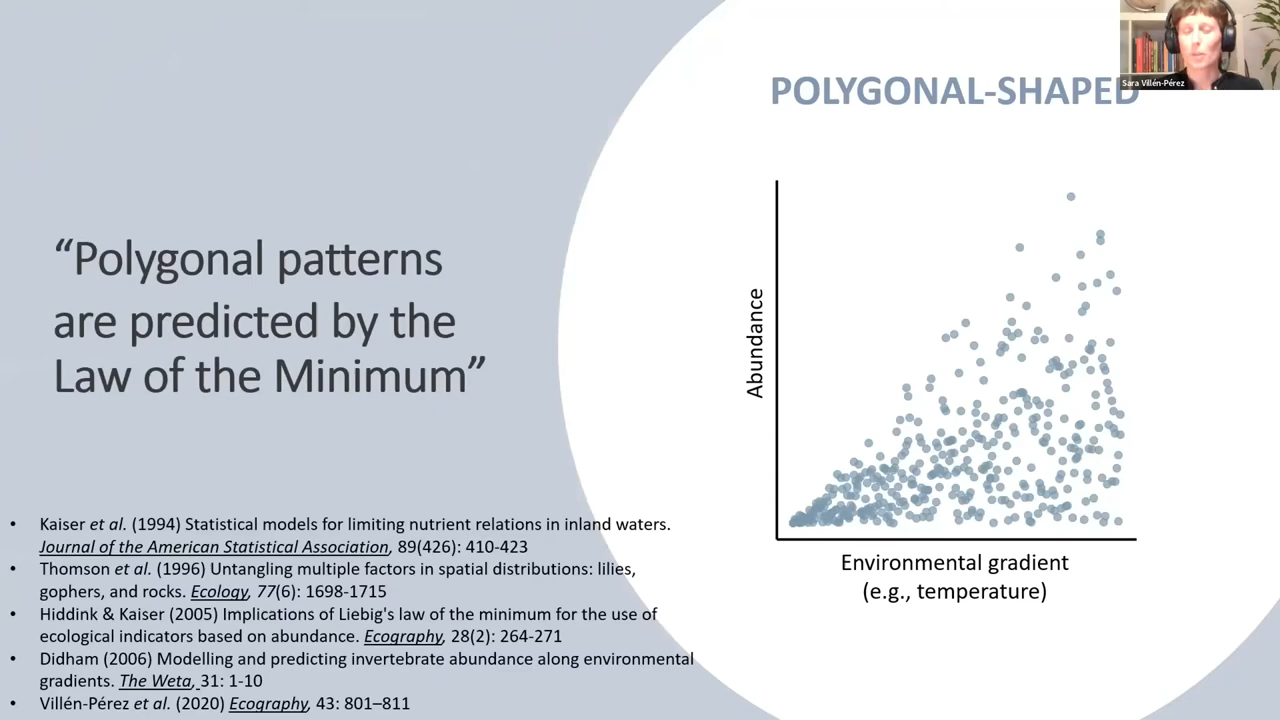 “Polygonal patterns
are predicted by the
Law of the Minimum”
• Kaiser et al. (1994) Statistical models for limiting nutrient relations in inland waters.
Journal of the American Statistical Association, 89(426): 410-423
• Thomson et al. (1996) Untangling multiple factors in spatial distributions: lilies,
gophers, and rocks. Ecology, 77(6): 1698-1715
• Hiddink & Kaiser (2005) Implications of Liebig's law of the minimum for the use of
ecological indicators based on abundance. Ecography, 28(2): 264-271
• Didham (2006) Modelling and predicting invertebrate abundance along environmental
gradients. The Weta, 31: 1-10
• Villén-Pérez et al. (2020) Ecography, 43: 801–811
POLYGONAL-SHAPED
Abundance
Environmental gradient
(e.g., temperature)
Sara Villén-Pérez